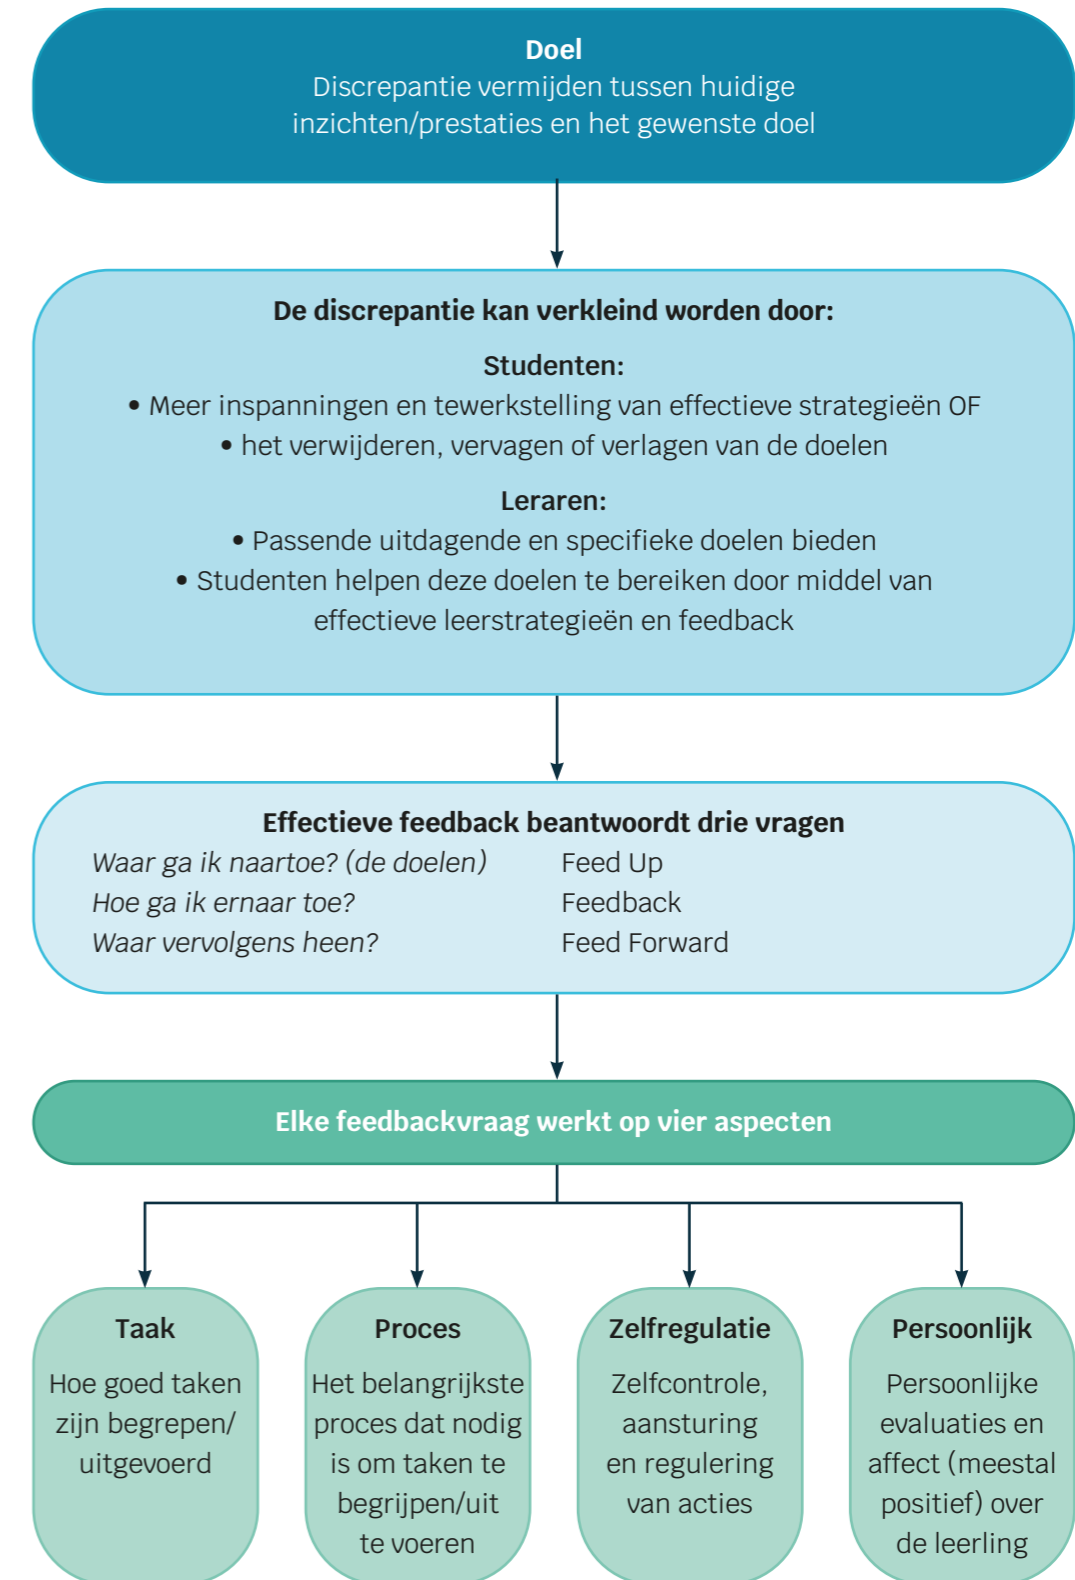 Doel
Discrepantie vermijden tussen huidige
inzichten/prestaties en het gewenste doel
De discrepantie kan verkleind worden door:
Studenten:
• Meer inspanningen en tewerkstelling van effectieve strategieën OF
• het verwijderen, vervagen of verlagen van de doelen
Leraren:
• Passende uitdagende en specifieke doelen bieden
• Studenten helpen deze doelen te bereiken door middel van
effectieve leerstrategieën en feedback
Effectieve feedback beantwoordt drie vragen
Waar ga ik naartoe? (de doelen) Feed Up
Hoe ga ik ernaar toe? Feedback
Waar vervolgens heen? Feed Forward
Elke feedbackvraag werkt op vier aspecten
Taak
Hoe goed taken
zijn begrepen/
uitgevoerd
Proces
Het belangrijkste
proces dat nodig
is om taken te
begrijpen/uit
te voeren
Zelfregulatie
Zelfcontrole,
aansturing
en regulering
van acties
Persoonlijk
Persoonlijke
evaluaties en
affect (meestal
positief) over
de leerling